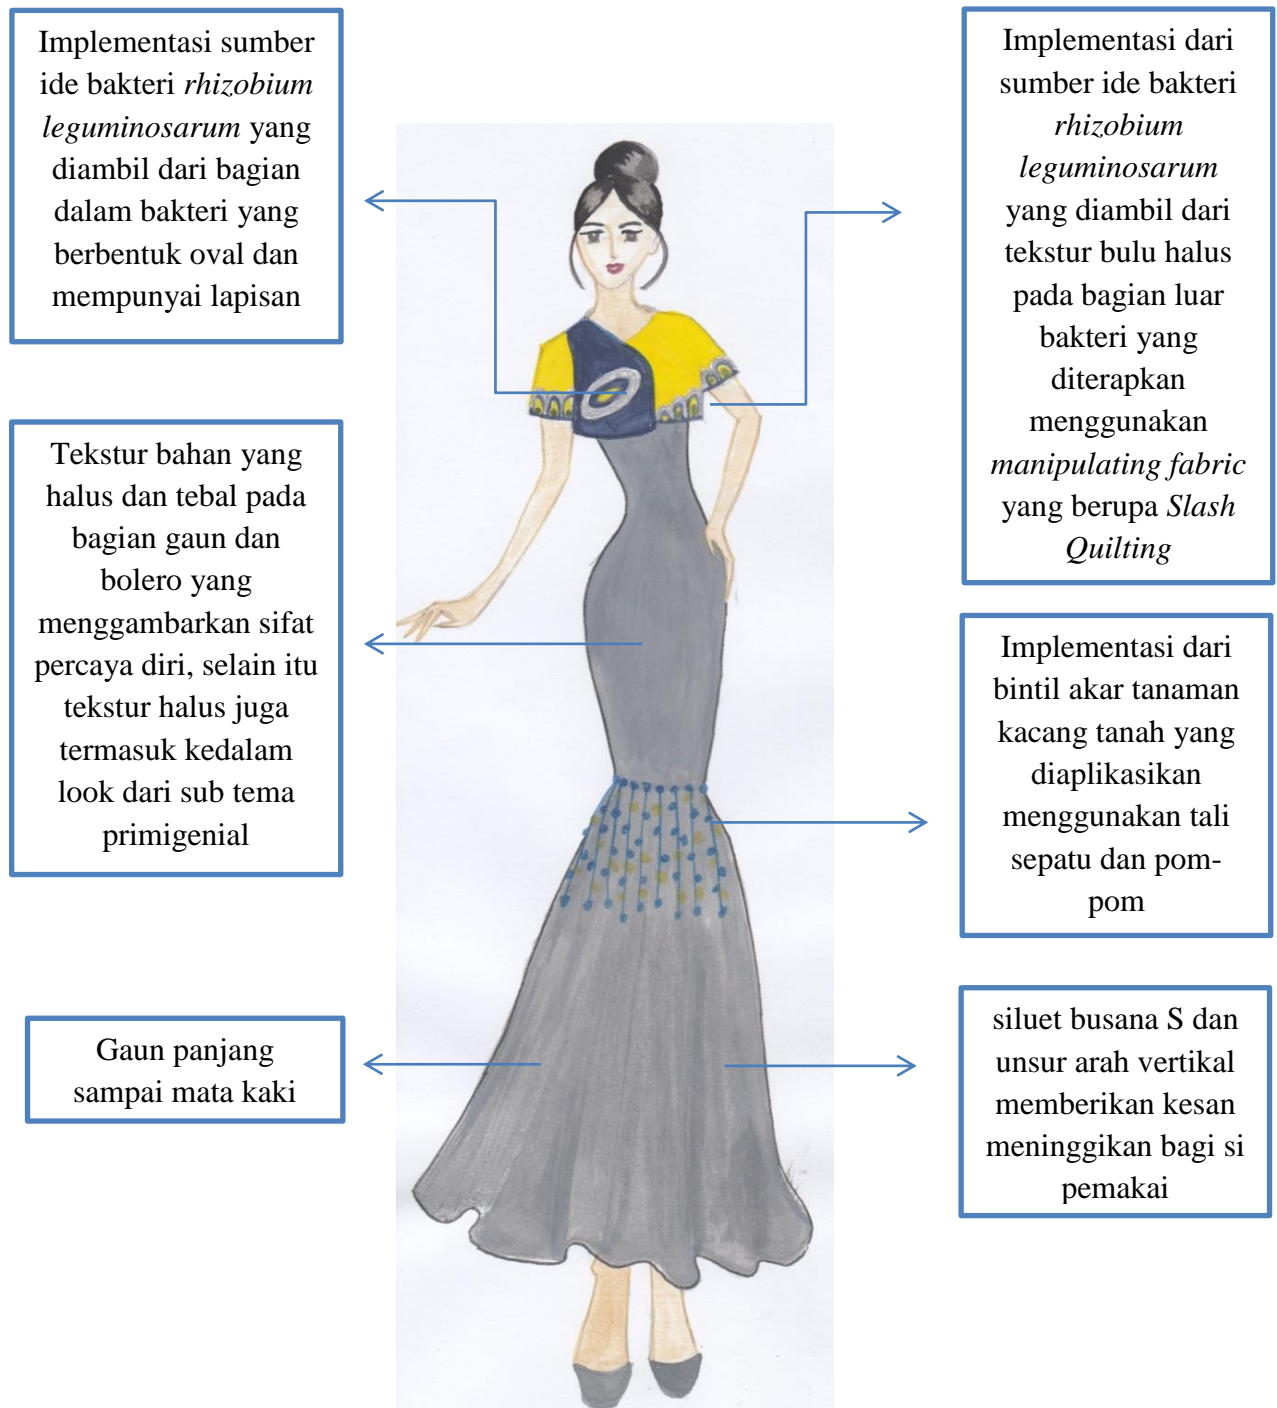 Implementasi sumber
ide bakteri rhizobium
leguminosarum yang
diambil dari bagian
dalam bakteri yang
berbentuk oval dan
mempunyai lapisan
Tekstur bahan yang
halus dan tebal pada
bagian gaun dan
bolero yang
menggambarkan sifat
percaya diri, selain itu
tekstur halus juga
termasuk kedalam
look dari sub tema
primigenial
Gaun panjang
sampai mata kaki
Implementasi dari
sumber ide bakteri
rhizobium
leguminosarum
yang diambil dari
tekstur bulu halus
pada bagian luar
bakteri yang
diterapkan
menggunakan
manipulating fabric
yang berupa Slash
Quilting
Implementasi dari
bintil akar tanaman
kacang tanah yang
diaplikasikan
menggunakan tali
sepatu dan pom-
pom
siluet busana S dan
unsur arah vertikal
memberikan kesan
meninggikan bagi si
pemakai